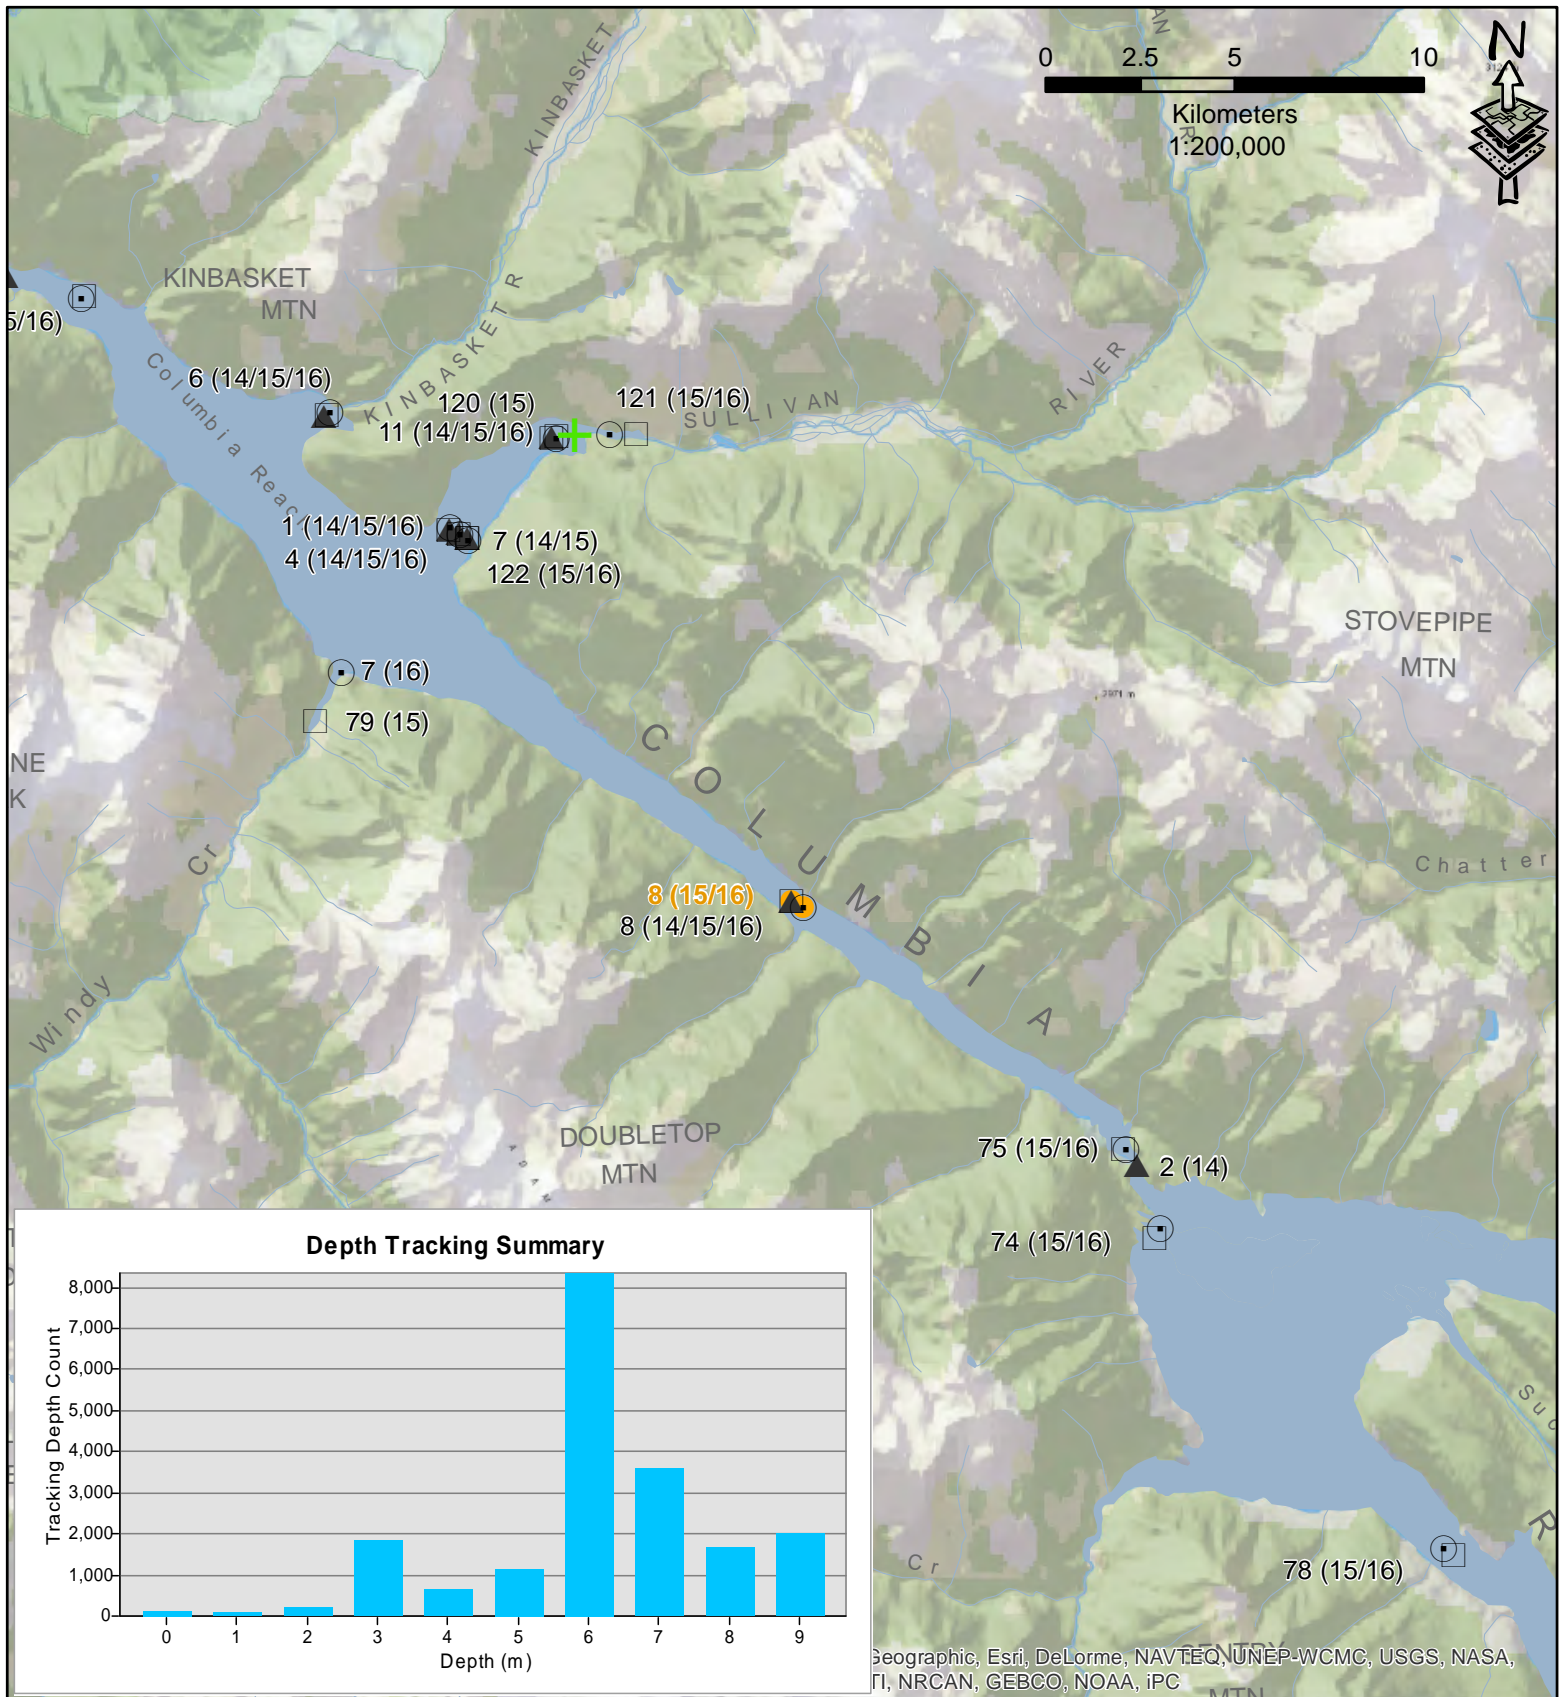 0 2.5 5 10
Kilometers
1:200,000
N
KINBASKET
KINBASKET
MTN
5/16)
Columbia Reach
6 (14/15/16)
KINBASKET R
120 (15)
11 (14/15/16)
121 (15/16)
SULLIVAN
RIVER
R
AN
1 (14/15/16)
4 (14/15/16)
7 (14/15)
122 (15/16)
STOVEPIPE
MTN
7 (16)
79 (15)
2971 m
NE
K
COLUMBIA
Windy Cr
8 (15/16)
8 (14/15/16)
Chatter
DOUBLETOP
MTN
ADAM
75 (15/16)
2 (14)
74 (15/16)
Suc
R
Cr
78 (15/16)
SENTRY
MTN
Depth Tracking Summary
Tracking Depth Count
8,000
7,000
6,000
5,000
4,000
3,000
2,000
1,000
0
0 1 2 3 4 5 6 7 8 9
Depth (m)
Geographic, Esri, DeLorme, NAVTEQ, UNEP-WCMC, USGS, NASA,
TI, NRCAN, GEBCO, NOAA, iPC